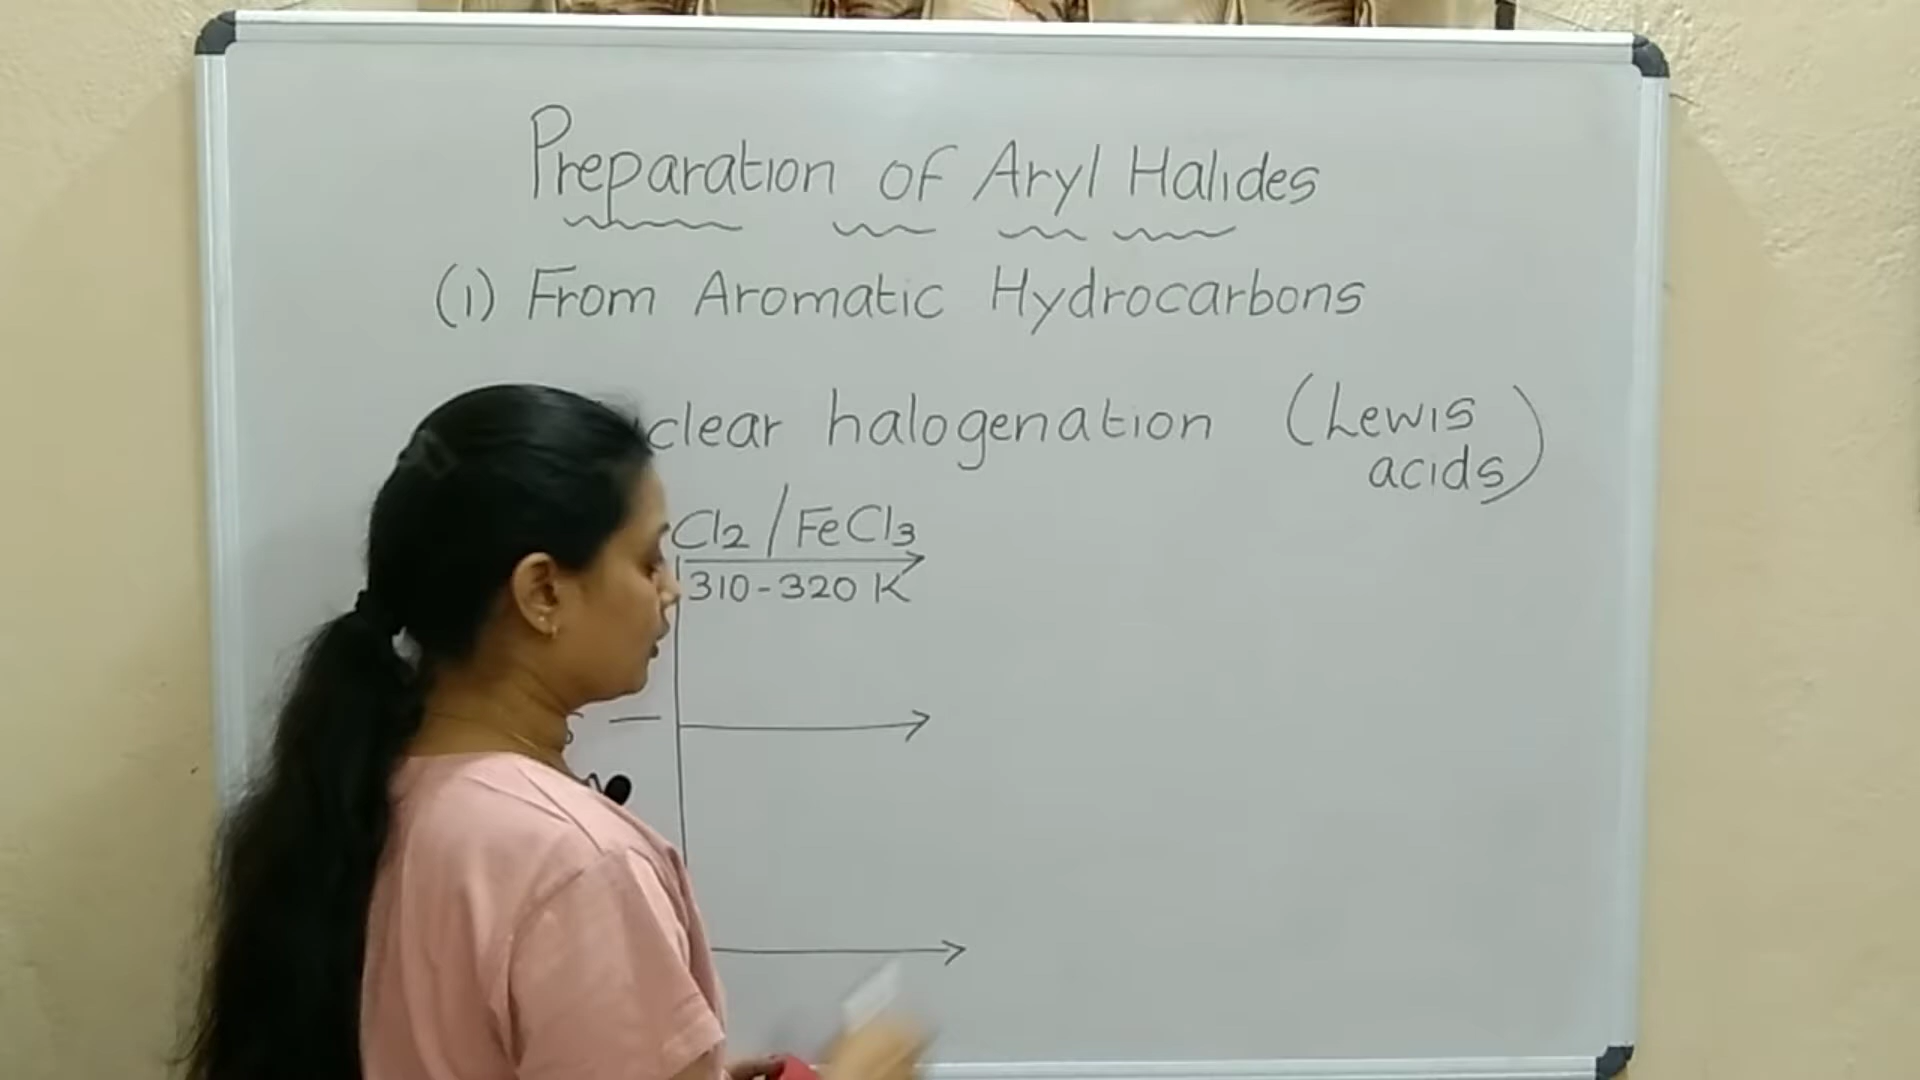 Preparation of Aryl Halides
(1) From Aromatic Hydrocarbons
clear halogenation (Lewis acids)
Cl2 / FeCl3
310-320 K